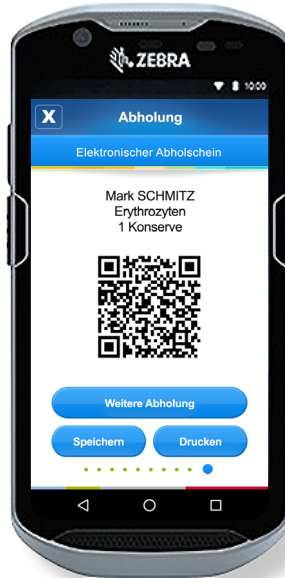 ZEBRA
10:00
X
Abholung
Elektronischer Abholschein
Mark SCHMITZ
Erythrozyten
1 Konserve
Weitere Abholung
Speichern
Drucken